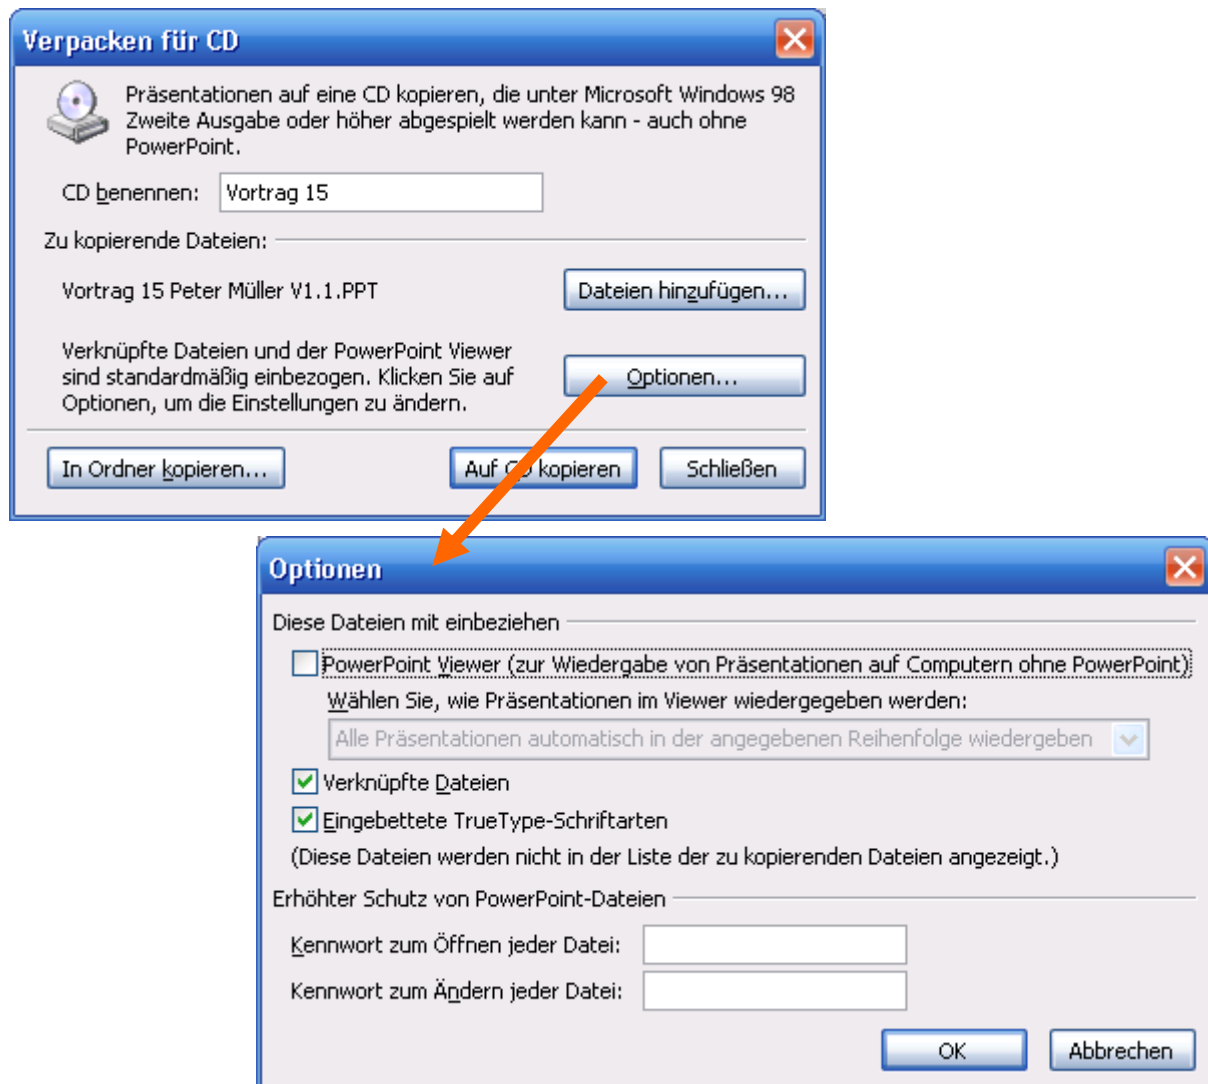 Verpacken für CD
Präsentationen auf eine CD kopieren, die unter Microsoft Windows 98
Zweite Ausgabe oder höher abgespielt werden kann - auch ohne
PowerPoint.
CD benennen: Vortrag 15
Zu kopierende Dateien:
Vortrag 15 Peter Müller V1.1.PPT Dateien hinzufügen...
Verknüpfte Dateien und der PowerPoint Viewer
sind standardmäßig einbezogen. Klicken Sie auf
Optionen, um die Einstellungen zu ändern.
Optionen...
In Ordner kopieren... Auf CD kopieren Schließen
Optionen
Diese Dateien mit einbeziehen
PowerPoint Viewer (zur Wiedergabe von Präsentationen auf Computern ohne PowerPoint)
Wählen Sie, wie Präsentationen im Viewer wiedergegeben werden:
Alle Präsentationen automatisch in der angegebenen Reihenfolge wiedergeben
Verknüpfte Dateien
Eingebettete TrueType-Schriftarten
(Diese Dateien werden nicht in der Liste der zu kopierenden Dateien angezeigt.)
Erhöhter Schutz von PowerPoint-Dateien
Kennwort zum Öffnen jeder Datei:
Kennwort zum Ändern jeder Datei:
OK Abbrechen